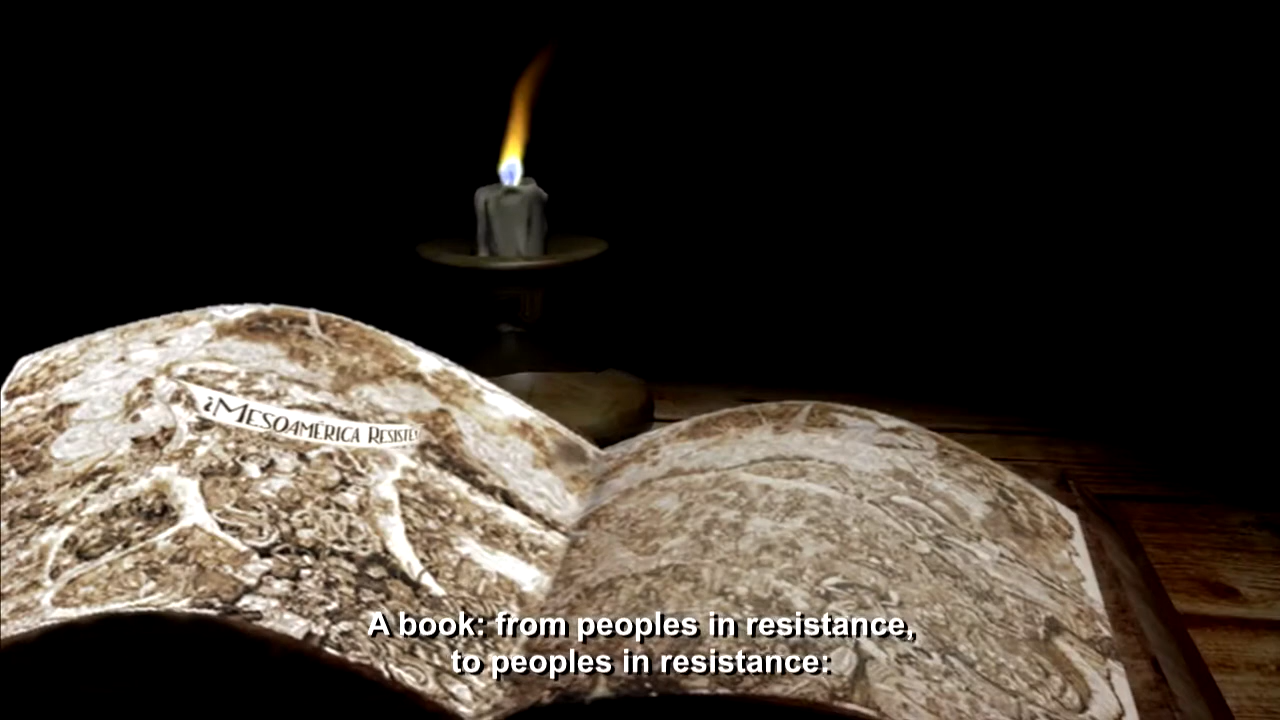 ¿MESOAMÉRICA RESISTE!
A book: from peoples in resistance,
to peoples in resistance: